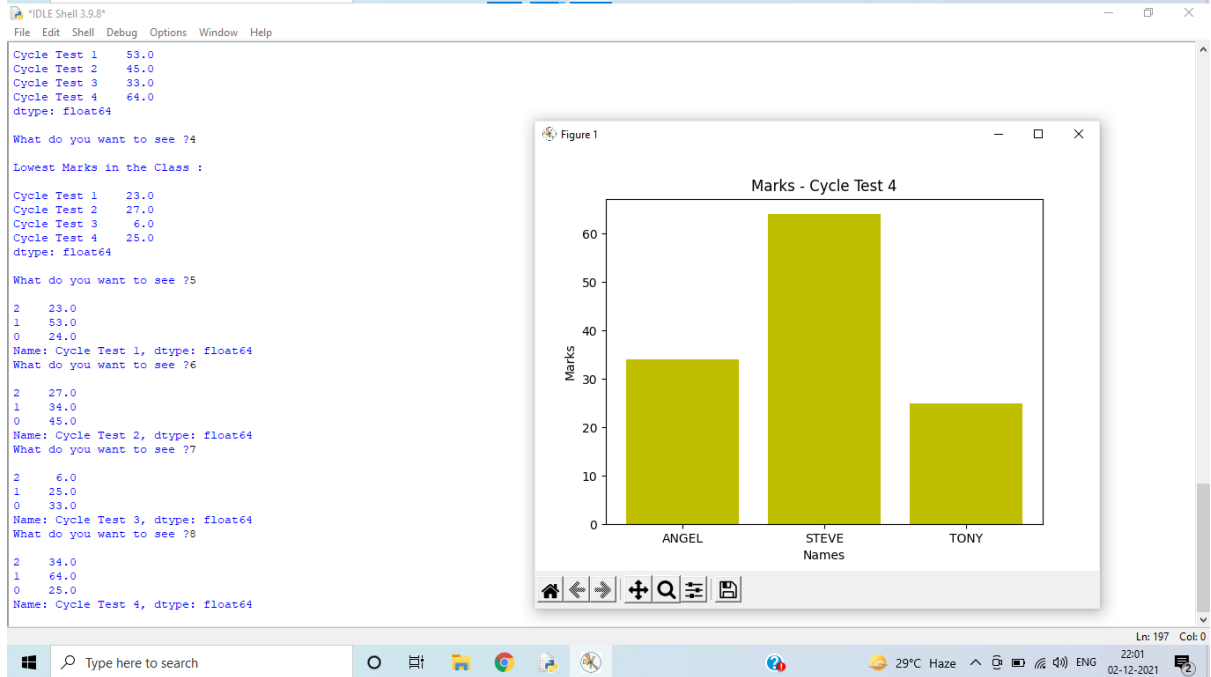 *IDLE Shell 3.9.8*
File Edit Shell Debug Options Window Help
Cycle Test 1    53.0
Cycle Test 2    45.0
Cycle Test 3    33.0
Cycle Test 4    64.0
dtype: float64
What do you want to see ?4
Lowest Marks in the Class :
Cycle Test 1    23.0
Cycle Test 2    27.0
Cycle Test 3     6.0
Cycle Test 4    25.0
dtype: float64
What do you want to see ?5
2    23.0
1    53.0
0    24.0
Name: Cycle Test 1, dtype: float64
What do you want to see ?6
2    27.0
1    34.0
0    45.0
Name: Cycle Test 2, dtype: float64
What do you want to see ?7
2     6.0
1    25.0
0    33.0
Name: Cycle Test 3, dtype: float64
What do you want to see ?8
2    34.0
1    64.0
0    25.0
Name: Cycle Test 4, dtype: float64
Figure 1
Marks - Cycle Test 4
60
50
40
30
20
10
0
Marks
ANGEL STEVE TONY
Names
Ln: 197 Col: 0
Type here to search
29°C Haze
ENG
22:01
02-12-2021
2